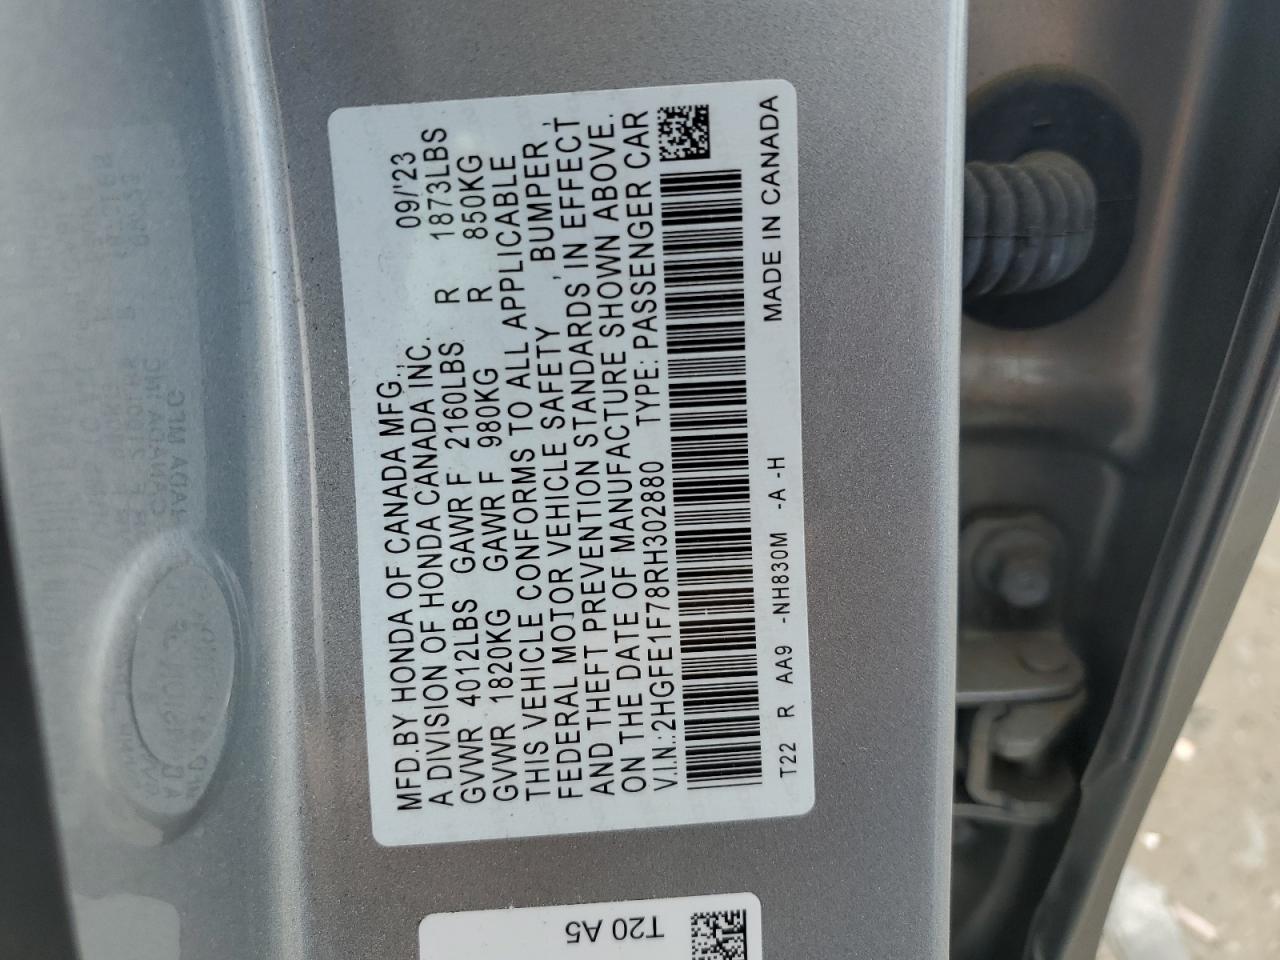 MFD.BY HONDA OF CANADA MFG., 09/'23
A DIVISION OF HONDA CANADA INC.
GVWR 4012LBS GAWR F 2160LBS R 1873LBS
GVWR 1820KG GAWR F 980KG R 850KG
THIS VEHICLE CONFORMS TO ALL APPLICABLE
FEDERAL MOTOR VEHICLE SAFETY , BUMPER ,
AND THEFT PREVENTION STANDARDS IN EFFECT
ON THE DATE OF MANUFACTURE SHOWN ABOVE.
V.I.N.:2HGFE1F78RH302880 TYPE: PASSENGER CAR
T22 R AA9 -NH830M -A -H MADE IN CANADA
T20 A5